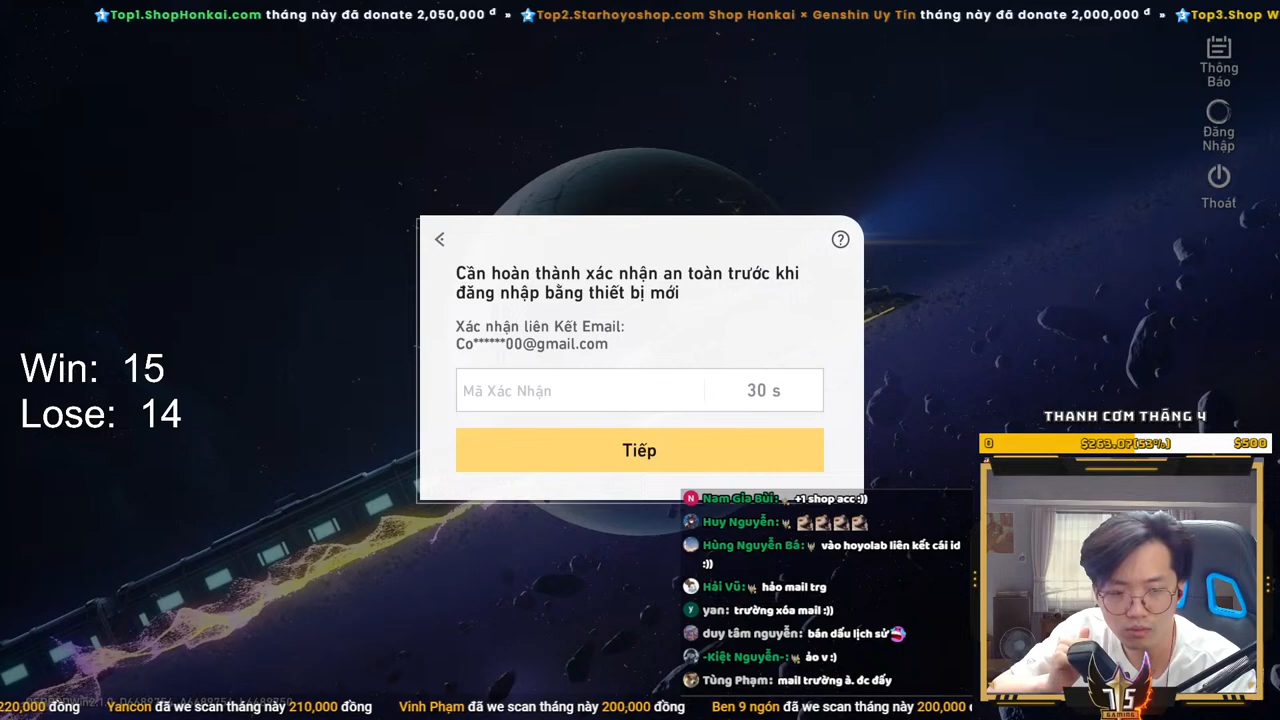 Top1.ShopHonkai.com tháng này đã donate 2,050,000 đ » Top2.Starhoyoshop.com Shop Honkai × Genshin Uy Tín tháng này đã donate 2,000,000 đ » Top3.Shop W
Thông
Báo
Đăng
Nhập
Thoát
Cần hoàn thành xác nhận an toàn trước khi
đăng nhập bằng thiết bị mới
Xác nhận liên Kết Email:
Co******00@gmail.com
Mã Xác Nhận 30 s
Tiếp
Win: 15
Lose: 14
THANH CƠM THÁNG 4
0 $263.07(53%) $500
Nam Gia Bùi: +1 shop acc :))
Huy Nguyễn:
Hùng Nguyễn Bá: vào hoyolab liên kết cái id
:))
Hải Vũ: hảo mail trg
yan: trường xóa mail :))
duy tâm nguyễn: bán dấu lịch sử
-Kiệt Nguyễn-: ảo v :)
Tùng Phạm: mail trường à. đc đấy
TS
GAMING
220,000 đồng Yancon đã we scan tháng này 210,000 đồng Vinh Phạm đã we scan tháng này 200,000 đồng Ben 9 ngón đã we scan tháng này 200,000